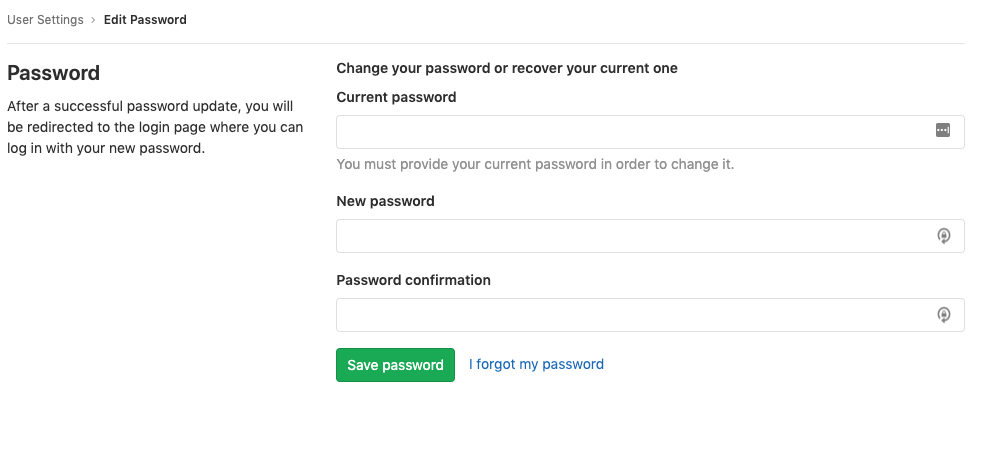 User Settings › Edit Password
Password
After a successful password update, you will
be redirected to the login page where you can
log in with your new password.
Change your password or recover your current one
Current password
You must provide your current password in order to change it.
New password
Password confirmation
Save password
I forgot my password